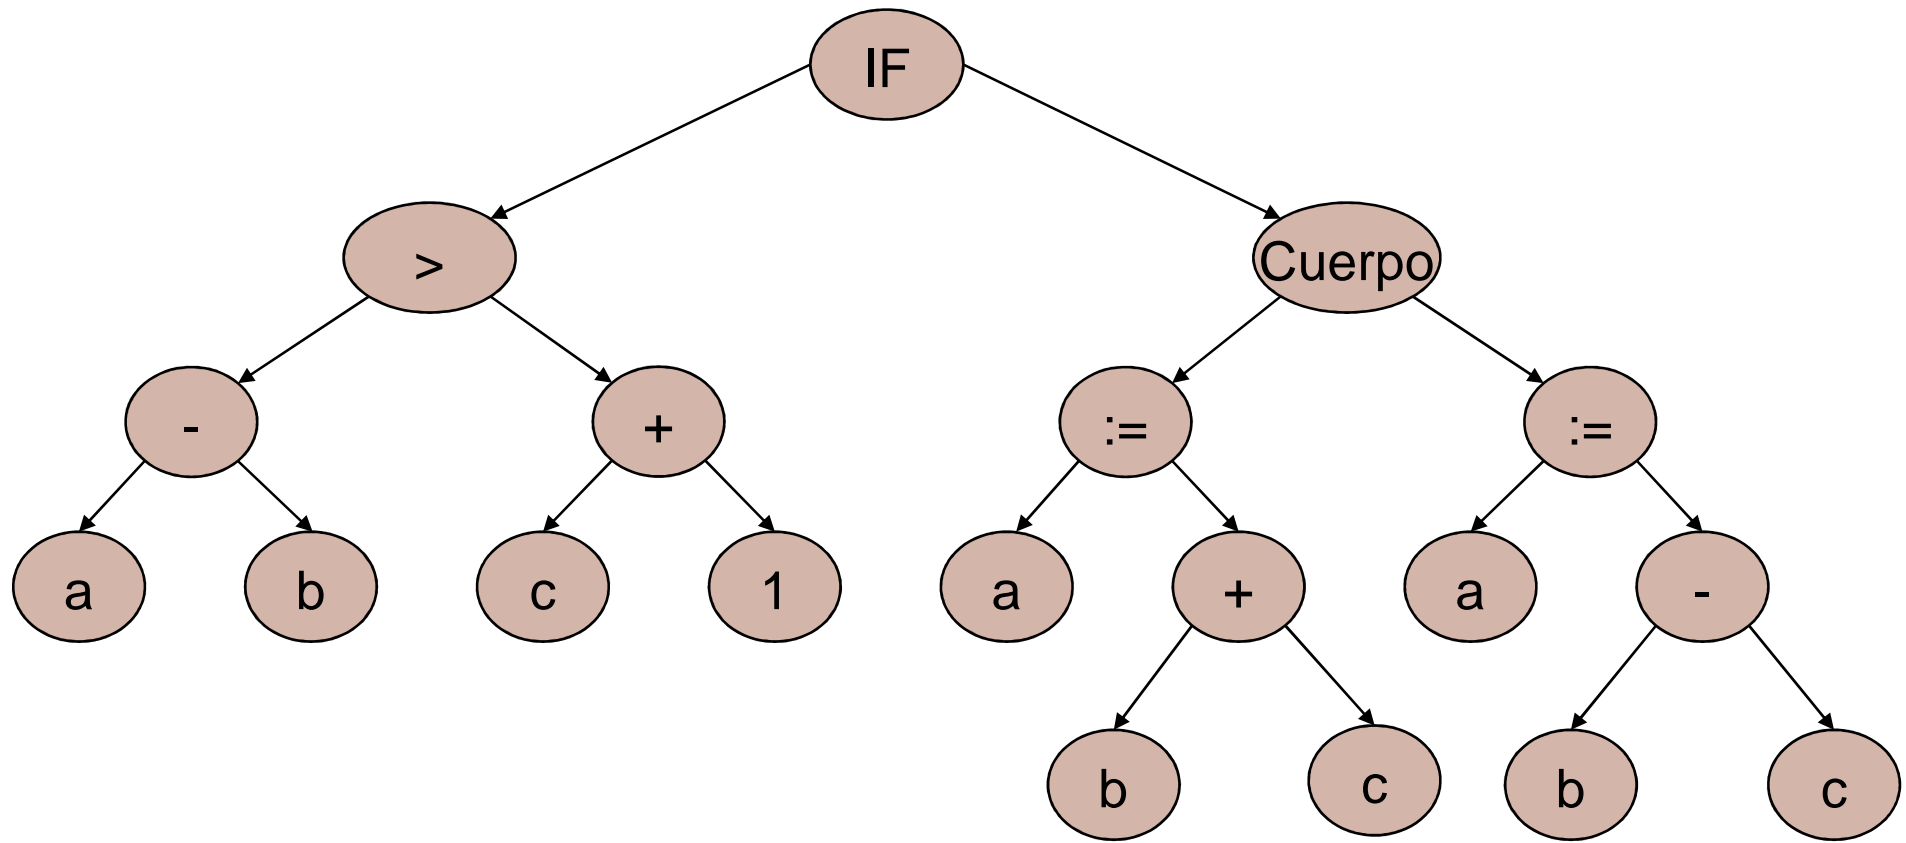 IF
> Cuerpo
- + := :=
a b c 1 a + a -
b c b c